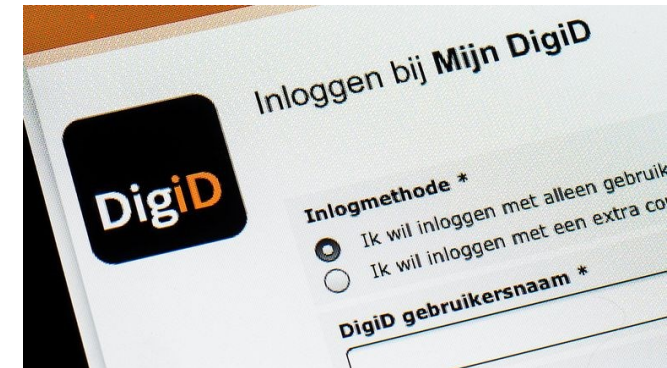 Inloggen bij Mijn DigiD
DigiD
Inlogmethode *
Ik wil inloggen met alleen gebruik
Ik wil inloggen met een extra co
DigiD gebruikersnaam *